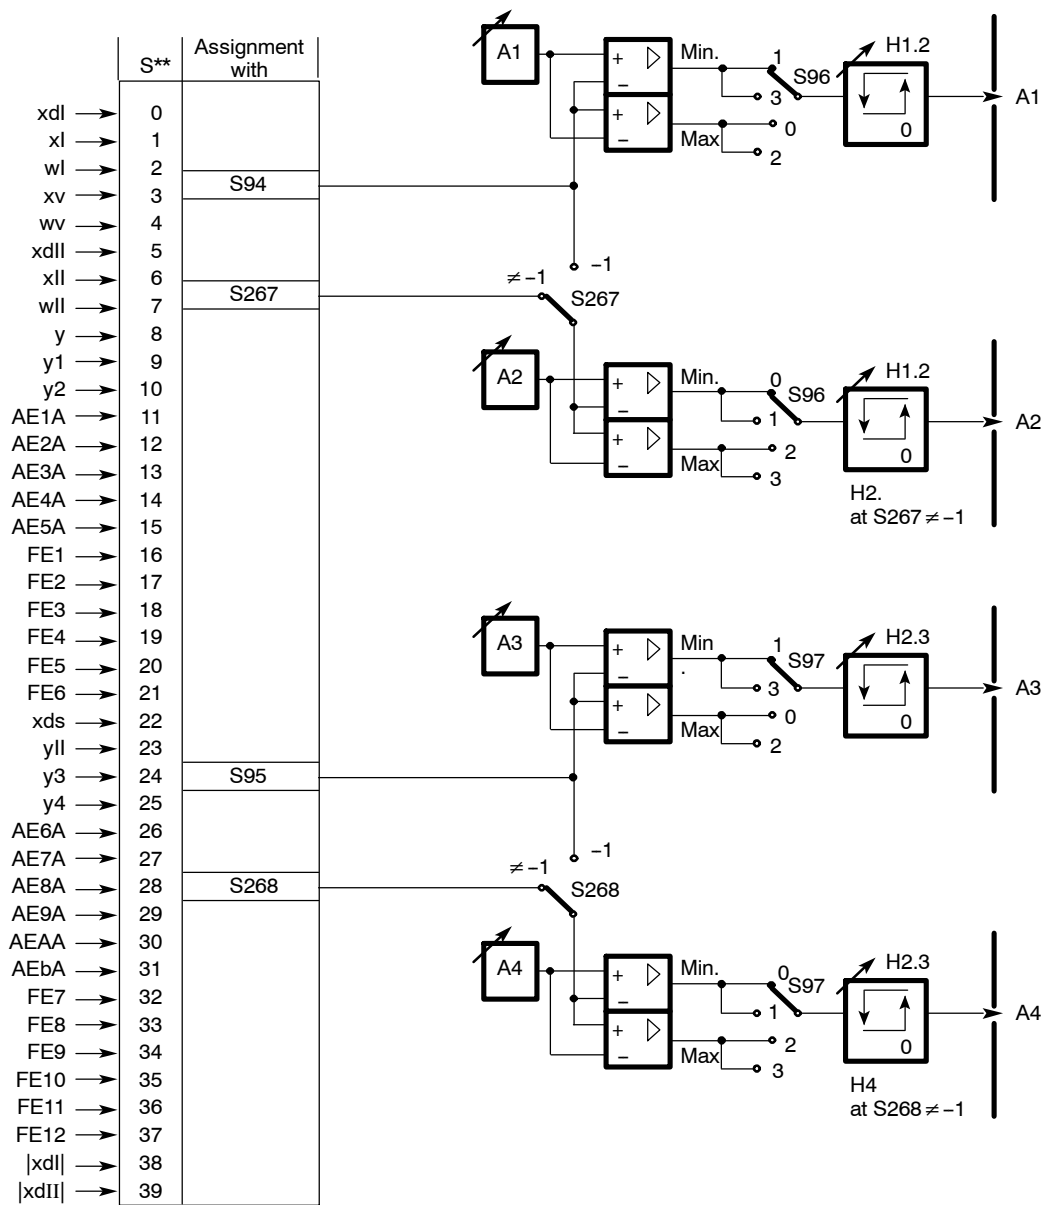 S** Assignment with
xdI 0
xI 1
wI 2
xv 3
wv 4
xdII 5
xII 6
wII 7
y 8
y1 9
y2 10
AE1A 11
AE2A 12
AE3A 13
AE4A 14
AE5A 15
FE1 16
FE2 17
FE3 18
FE4 19
FE5 20
FE6 21
xds 22
yII 23
y3 24
y4 25
AE6A 26
AE7A 27
AE8A 28
AE9A 29
AEAA 30
AEbA 31
FE7 32
FE8 33
FE9 34
FE10 35
FE11 36
FE12 37
|xdI| 38
|xdII| 39
S94
S267
S95
S268
A1
+
−
+
−
Min.
Max
1
3
0
2
S96
H1.2
0
A1
−1
≠ −1
S267
A2
+
−
+
−
Min.
Max
0
1
2
3
S96
H1.2
0
A2
H2.
at S267 ≠ −1
A3
+
−
+
−
Min
.
Max
1
3
0
2
S97
H2.3
0
A3
−1
≠ −1
S268
A4
+
−
+
−
Min.
Max
0
1
2
3
S97
H2.3
0
A4
H4
at S268 ≠ −1